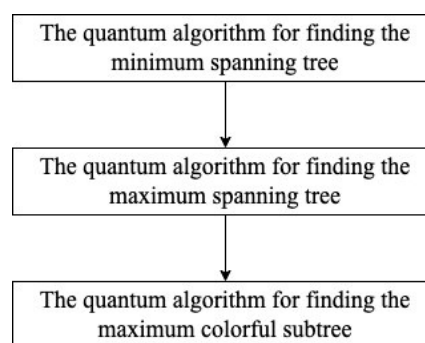 The quantum algorithm for finding the
minimum spanning tree
The quantum algorithm for finding the
maximum spanning tree
The quantum algorithm for finding the
maximum colorful subtree